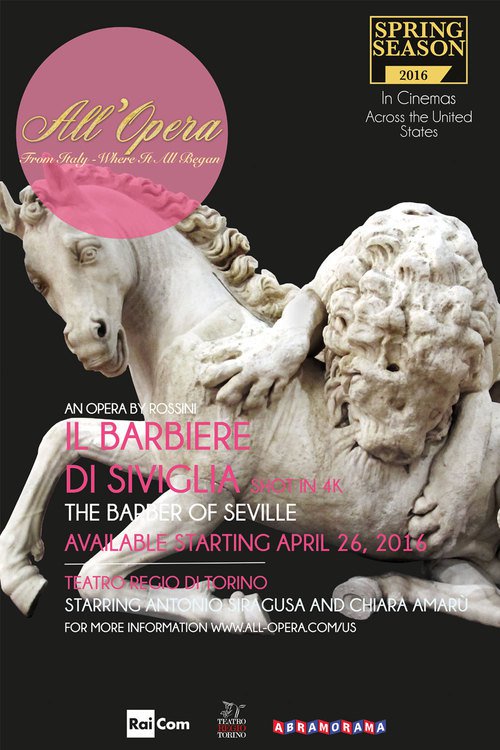 SPRING
SEASON
2016
In Cinemas
Across the United
States
All'Opera
From Italy - Where It All Began
AN OPERA BY ROSSINI
IL BARBIERE
DI SIVIGLIA SHOT IN 4K
THE BARBER OF SEVILLE
AVAILABLE STARTING APRIL 26, 2016
TEATRO REGIO DI TORINO
STARRING ANTONIO SIRAGUSA AND CHIARA AMARÙ
FOR MORE INFORMATION WWW.ALL-OPERA.COM/US
Rai Com
TEATRO
REGIO
TORINO
ABRAMORAMA